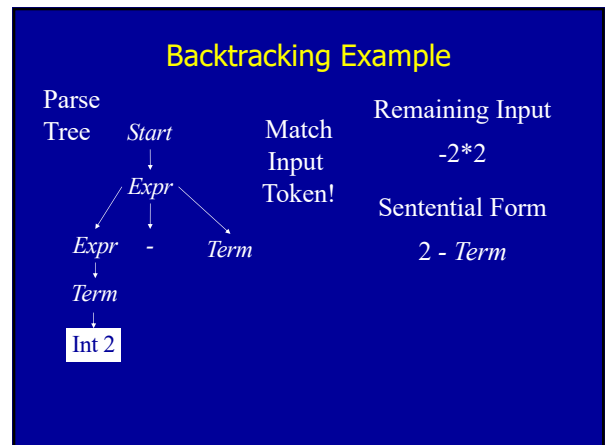 Backtracking Example
Parse
Tree
Start
Expr
Expr - Term
Term
Int 2
Match
Input
Token!
Remaining Input
-2*2
Sentential Form
2 - Term